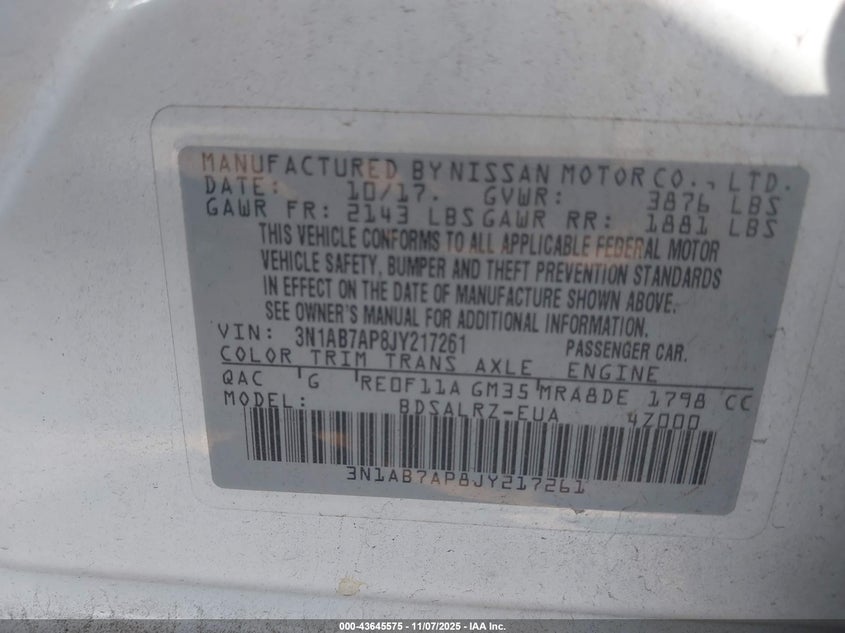 MANUFACTURED BY NISSAN MOTOR CO., LTD.
DATE: 10/17. GVWR: 3876 LBS
GAWR FR: 2143 LBS GAWR RR: 1881 LBS
THIS VEHICLE CONFORMS TO ALL APPLICABLE FEDERAL MOTOR
VEHICLE SAFETY, BUMPER AND THEFT PREVENTION STANDARDS
IN EFFECT ON THE DATE OF MANUFACTURE SHOWN ABOVE.
SEE OWNER'S MANUAL FOR ADDITIONAL INFORMATION.
VIN: 3N1AB7AP8JY217261 PASSENGER CAR.
COLOR TRIM TRANS AXLE ENGINE
QAC G RE0F11A GM35 MRA8DE 1798 CC
MODEL: BDSALRZ-EUA 4Z000
3N1AB7AP8JY217261
000-43645575 - 11/07/2025 - IAA Inc.